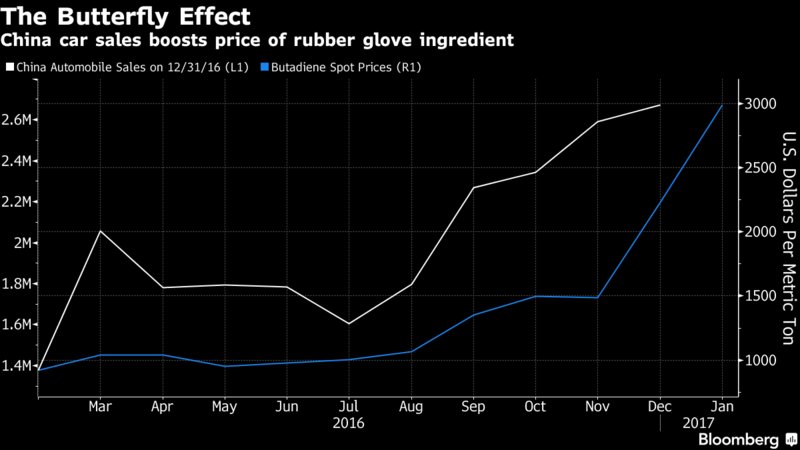 The Butterfly Effect
China car sales boosts price of rubber glove ingredient
China Automobile Sales on 12/31/16 (L1) Butadiene Spot Prices (R1)
2.6M
2.4M
2.2M
2M
1.8M
1.6M
1.4M
3000
2500
2000
1500
1000
U.S. Dollars Per Metric Ton
Mar Apr May Jun Jul Aug Sep Oct Nov Dec Jan
2016 2017
Bloomberg